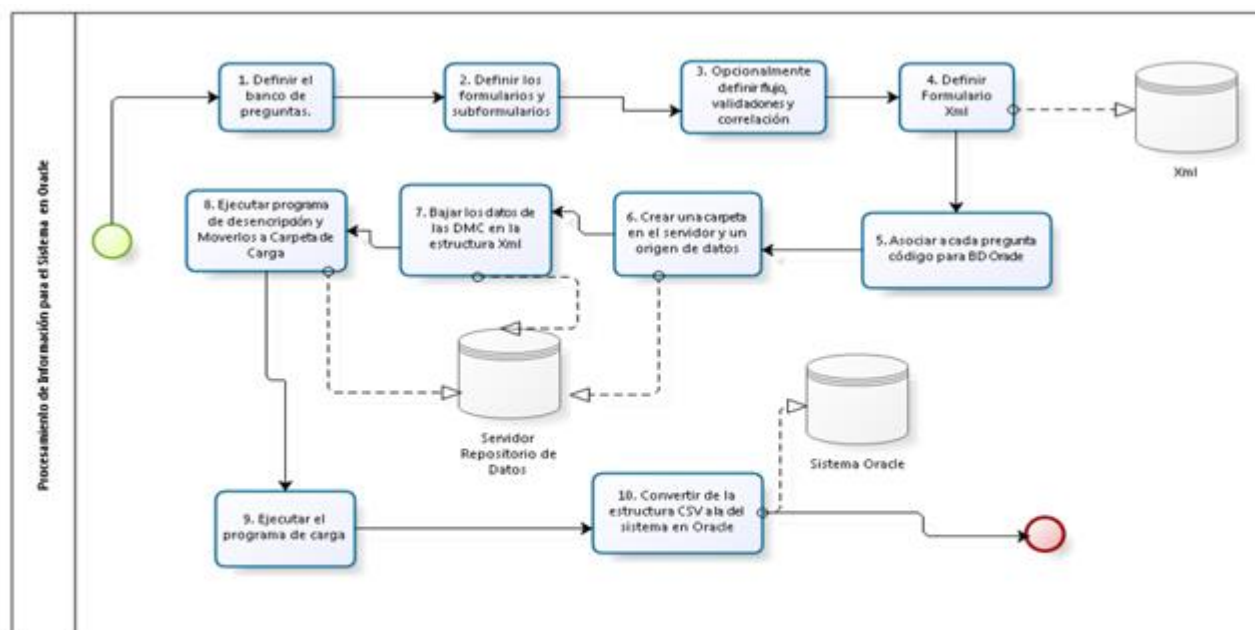 Procesamiento de Información para el Sistema en Oracle
1. Definir el
banco de
preguntas.
2. Definir los
formularios y
subformularios
3. Opcionalmente
definir flujo,
validaciones y
correlación
4. Definir
Formulario
Xml
Xml
8. Ejecutar programa
de desencripción y
Moverlos a Carpeta de
Carga
7. Bajar los datos de
las DMC en la
estructura Xml
6. Crear una carpeta
en el servidor y un
origen de datos
5. Asociar a cada pregunta
código para BD Oracle
Servidor
Repositorio de
Datos
Sistema Oracle
9. Ejecutar el
programa de carga
10. Convertir de la
estructura CSV a la del
sistema en Oracle